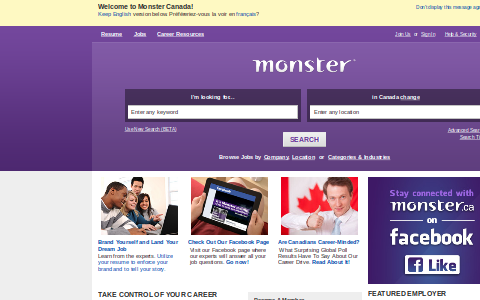 Welcome to Monster Canada!
Keep English version below. Préféreriez-vous la voir en français?
Don't display this message aga
Resume Jobs Career Resources Join Us or Sign In Help & Security
monster
I'm looking for... in Canada change
Enter any keyword Enter any location
Use New Search (BETA) Advanced Sear
Search Ti
SEARCH
Browse Jobs by Company, Location or Categories & Industries
Brand Yourself and Land Your
Dream Job
Learn from the experts. Utilize
your resume to enforce your
brand and to tell your story.
Check Out Our Facebook Page
Visit our Facebook page where
our experts will answer all
your job questions. Go now!
Are Canadians Career-Minded?
What Surprising Global Poll
Results Have To Say About Our
Career Drive. Read About It!
Stay connected with
monster.ca
on
facebook
f Like
TAKE CONTROL OF YOUR CAREER
Become A Member
FEATURED EMPLOYER